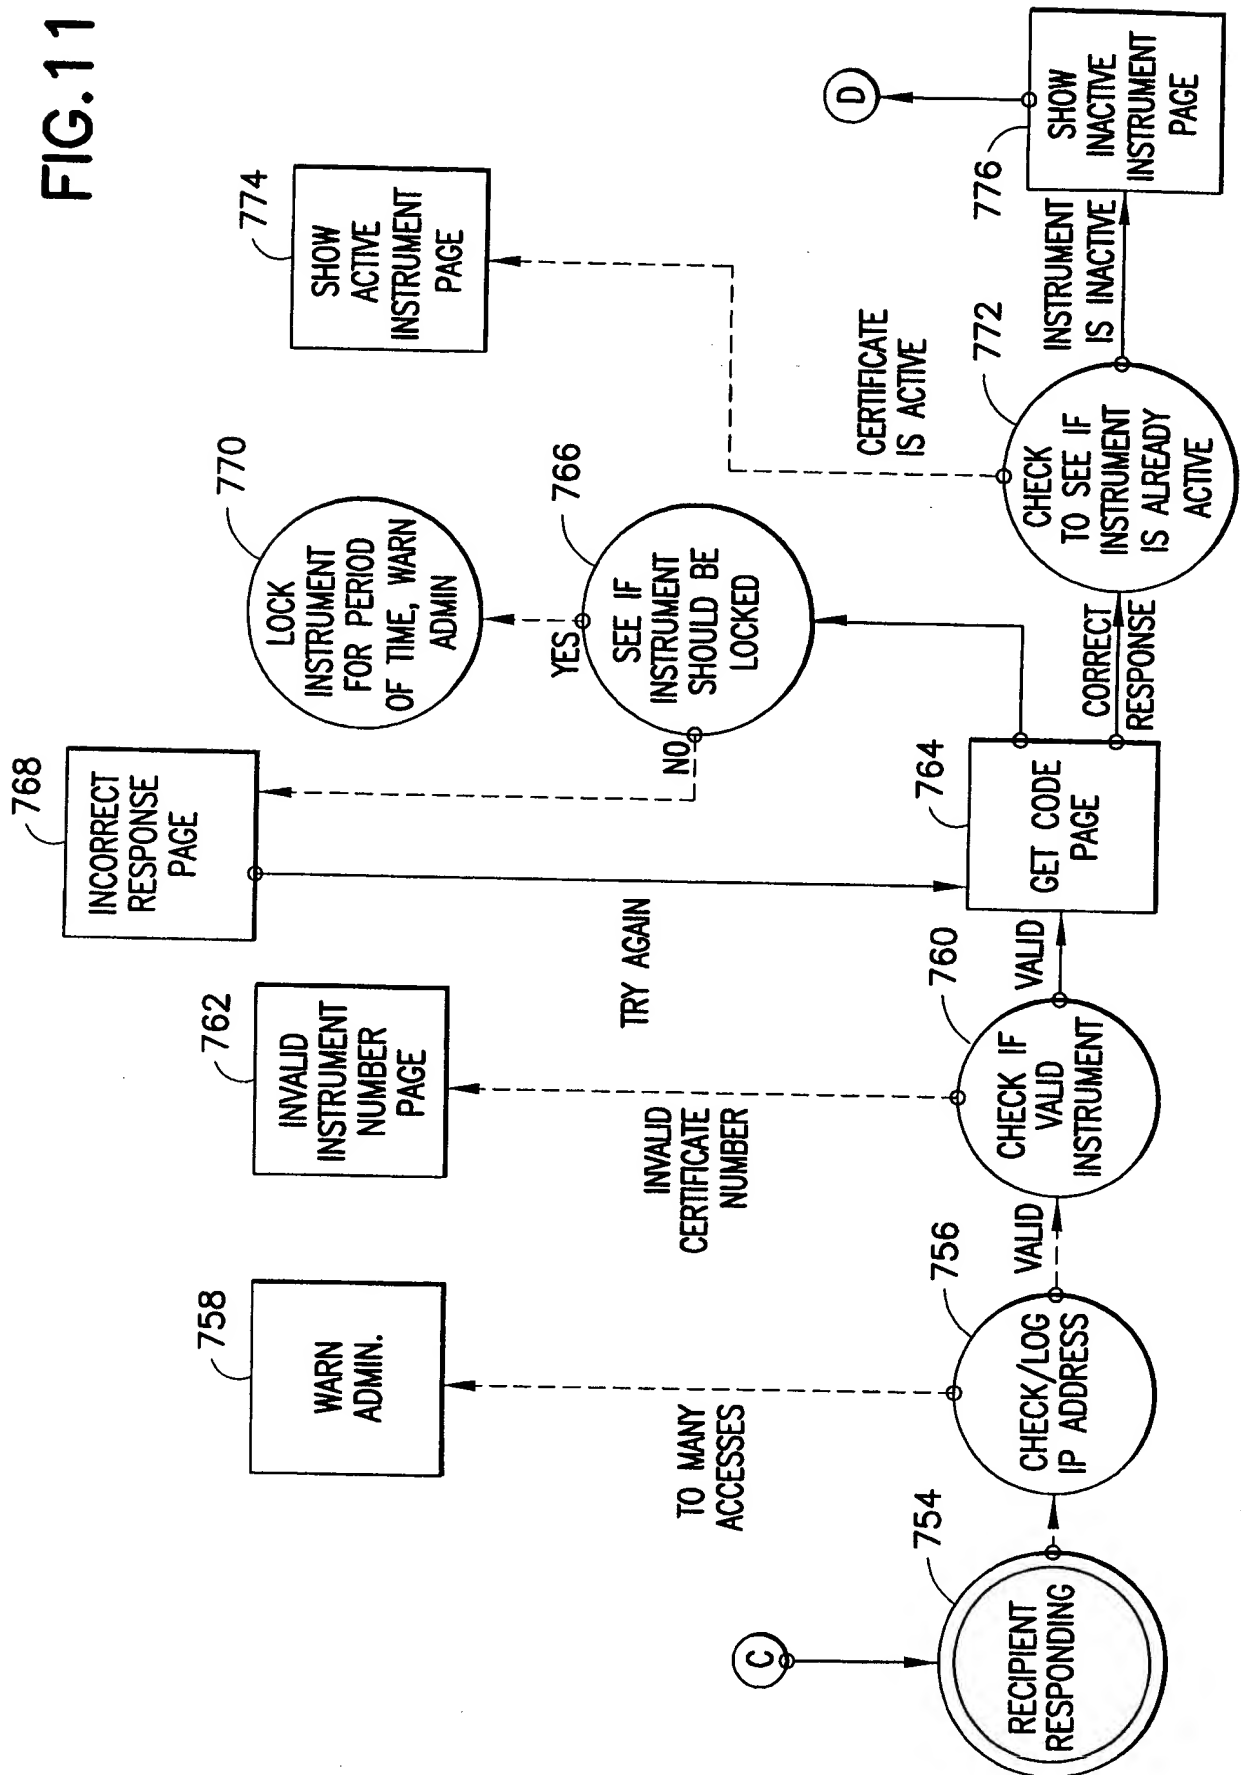 FIG.11
C
RECIPIENT
RESPONDING
754
CHECK/LOG
IP ADDRESS
756
TO MANY
ACCESSES
WARN
ADMIN.
758
VALID
CHECK IF
VALID
INSTRUMENT
760
INVALID
CERTIFICATE
NUMBER
INVALID
INSTRUMENT
NUMBER
PAGE
762
VALID
GET CODE
PAGE
764
TRY AGAIN
INCORRECT
RESPONSE
PAGE
768
NO
SEE IF
INSTRUMENT
SHOULD BE
LOCKED
766
YES
LOCK
INSTRUMENT
FOR PERIOD
OF TIME, WARN
ADMIN
770
CORRECT
RESPONSE
CHECK
TO SEE IF
INSTRUMENT
IS ALREADY
ACTIVE
772
CERTIFICATE
IS ACTIVE
SHOW
ACTIVE
INSTRUMENT
PAGE
774
INSTRUMENT
IS INACTIVE
SHOW
INACTIVE
INSTRUMENT
PAGE
776
D